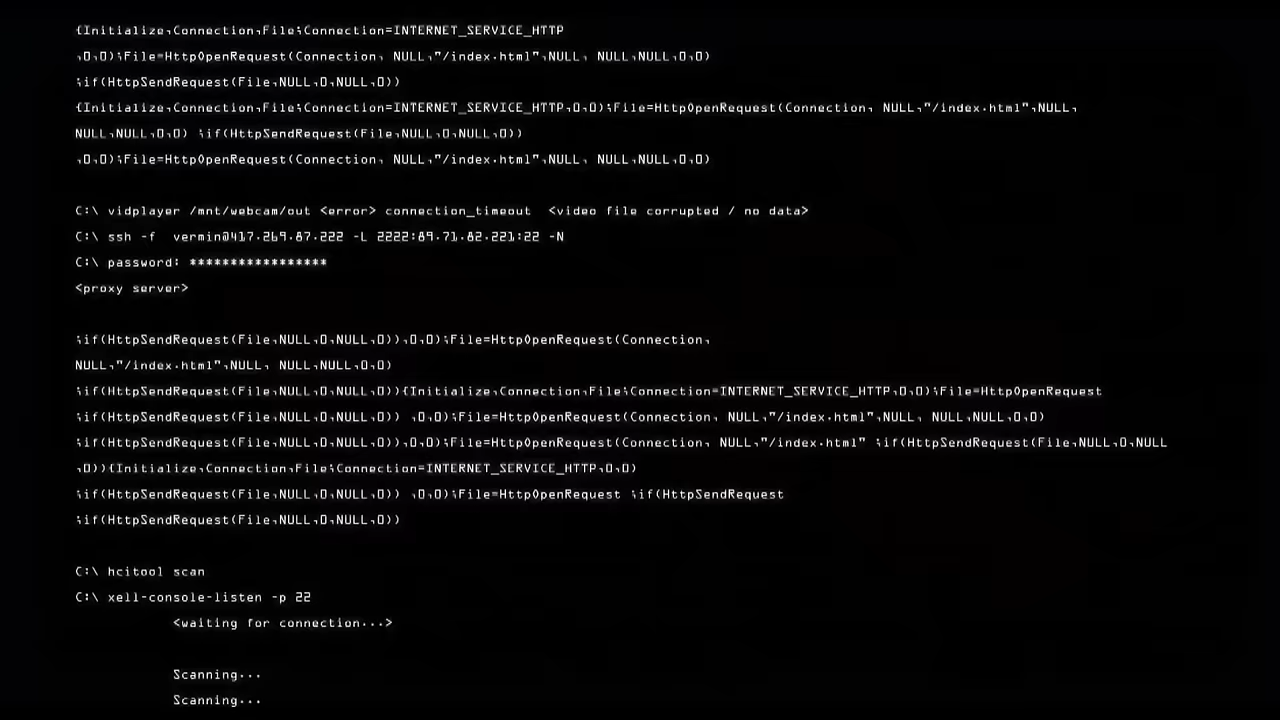 {Initialize,Connection,File;Connection=INTERNET_SERVICE_HTTP
,0,0);File=HttpOpenRequest(Connection, NULL,"/index.html",NULL, NULL,NULL,0,0)
;if(HttpSendRequest(File,NULL,0,NULL,0))
{Initialize,Connection,File;Connection=INTERNET_SERVICE_HTTP,0,0);File=HttpOpenRequest(Connection, NULL,"/index.html",NULL,
NULL,NULL,0,0) ;if(HttpSendRequest(File,NULL,0,NULL,0))
,0,0);File=HttpOpenRequest(Connection, NULL,"/index.html",NULL, NULL,NULL,0,0)
C:\ vidplayer /mnt/webcam/out <error> connection_timeout  <video file corrupted / no data>
C:\ ssh -f  vermin@417.269.87.222 -L 2222:89.71.82.221:22 -N
C:\ password: *****************
<proxy server>
;if(HttpSendRequest(File,NULL,0,NULL,0)),0,0);File=HttpOpenRequest(Connection,
NULL,"/index.html",NULL, NULL,NULL,0,0)
;if(HttpSendRequest(File,NULL,0,NULL,0)){Initialize,Connection,File;Connection=INTERNET_SERVICE_HTTP,0,0);File=HttpOpenRequest
;if(HttpSendRequest(File,NULL,0,NULL,0)) ,0,0);File=HttpOpenRequest(Connection, NULL,"/index.html",NULL, NULL,NULL,0,0)
;if(HttpSendRequest(File,NULL,0,NULL,0)),0,0);File=HttpOpenRequest(Connection, NULL,"/index.html" ;if(HttpSendRequest(File,NULL,0,NULL
,0)){Initialize,Connection,File;Connection=INTERNET_SERVICE_HTTP,0,0)
;if(HttpSendRequest(File,NULL,0,NULL,0)) ,0,0);File=HttpOpenRequest ;if(HttpSendRequest
;if(HttpSendRequest(File,NULL,0,NULL,0))
C:\ hcitool scan
C:\ xell-console-listen -p 22
<waiting for connection...>
Scanning...
Scanning...